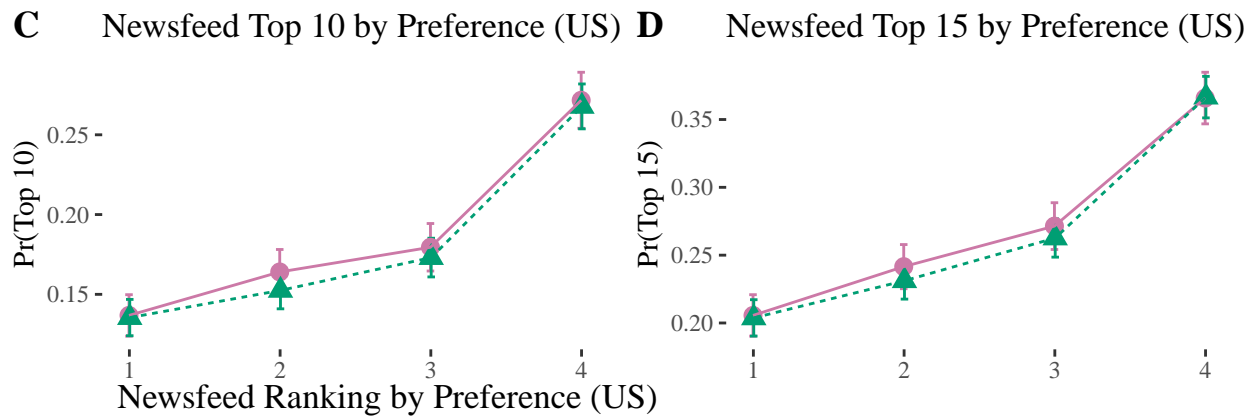 C Newsfeed Top 10 by Preference (US)
Pr(Top 10)
0.25
0.20
0.15
1 2 3 4
Newsfeed Ranking by Preference (US)
D Newsfeed Top 15 by Preference (US)
Pr(Top 15)
0.35
0.30
0.25
0.20
1 2 3 4